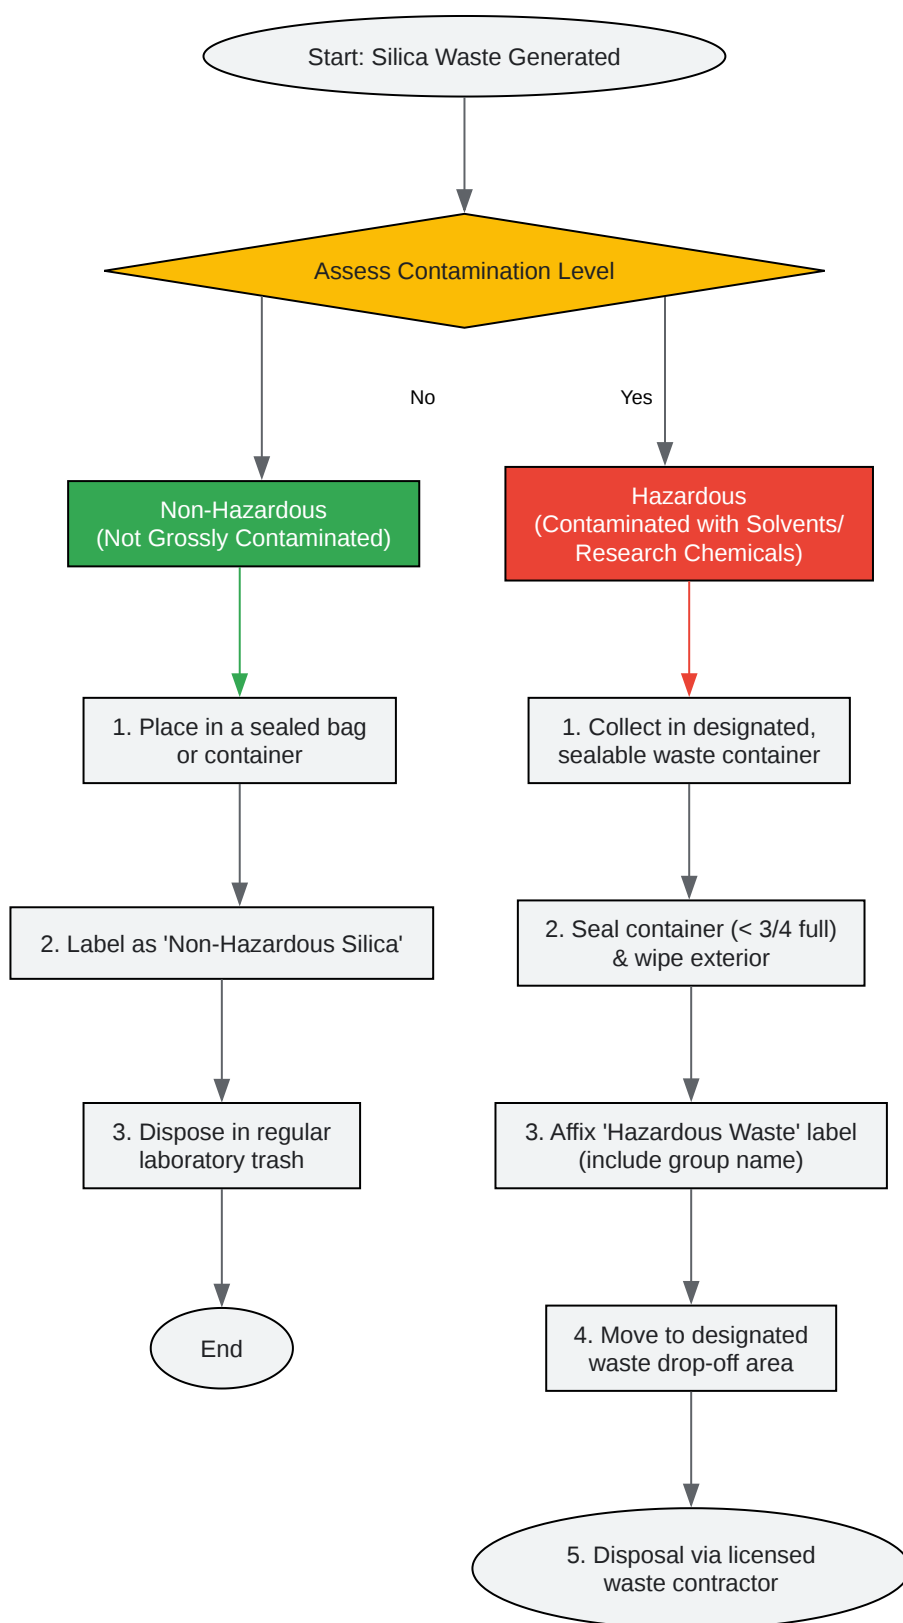 Start: Silica Waste Generated
Assess Contamination Level
No
Yes
Non-Hazardous
(Not Grossly Contaminated)
Hazardous
(Contaminated with Solvents/
Research Chemicals)
1. Place in a sealed bag
or container
1. Collect in designated,
sealable waste container
2. Label as 'Non-Hazardous Silica'
2. Seal container (< 3/4 full)
& wipe exterior
3. Dispose in regular
laboratory trash
3. Affix 'Hazardous Waste' label
(include group name)
End
4. Move to designated
waste drop-off area
5. Disposal via licensed
waste contractor